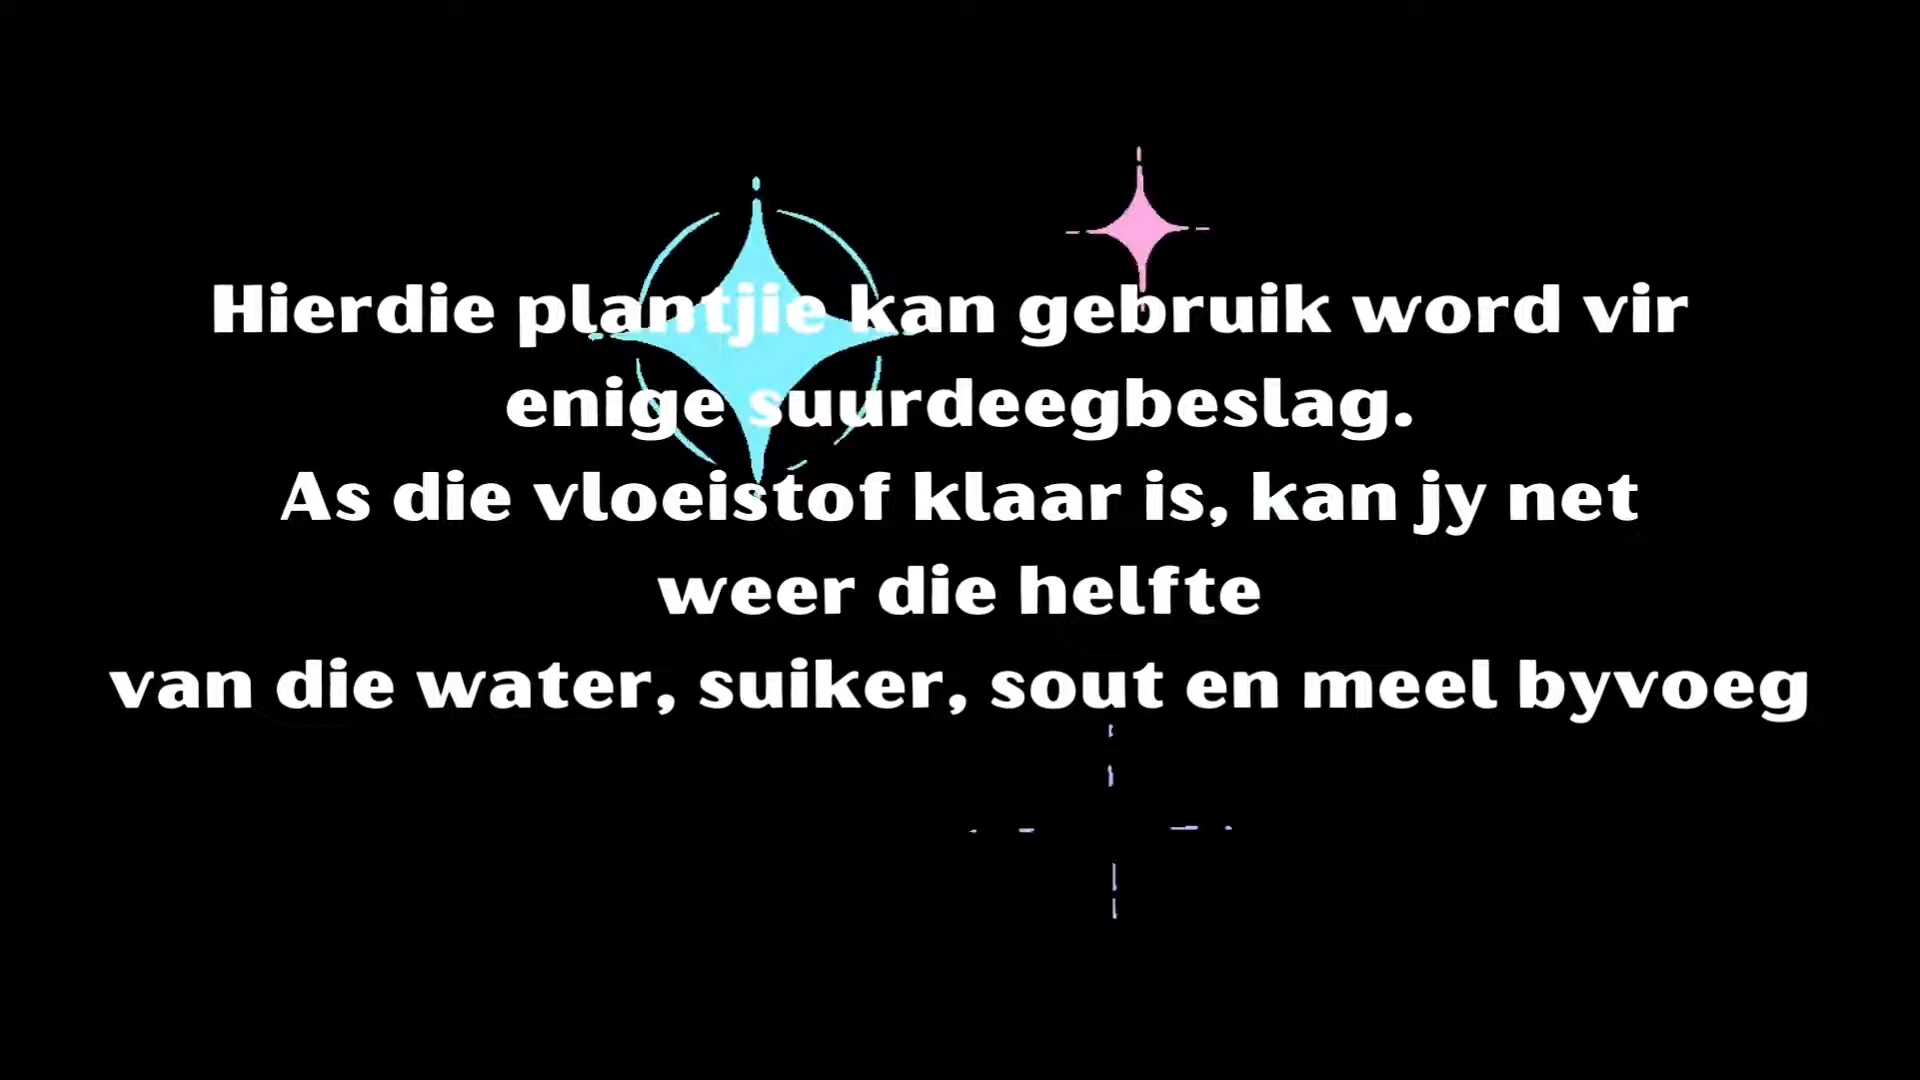 Hierdie plantjie kan gebruik word vir
enige suurdeegbeslag.
As die vloeistof klaar is, kan jy net
weer die helfte
van die water, suiker, sout en meel byvoeg